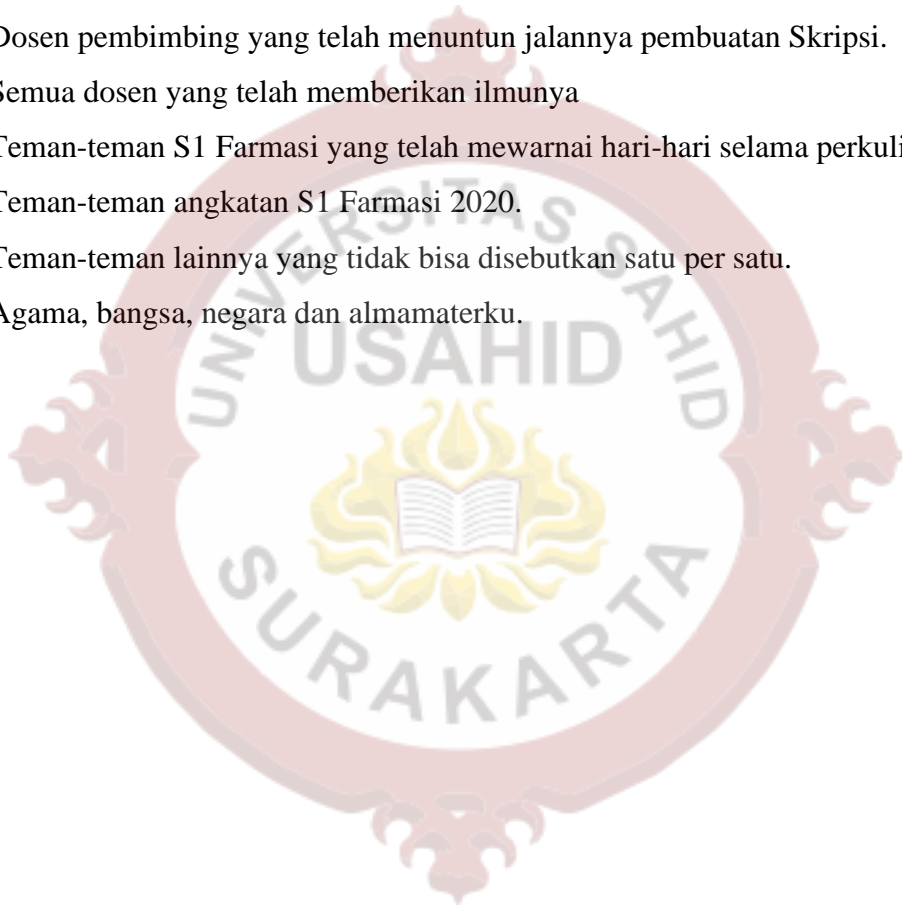 Dosen pembimbing yang telah menuntun jalannya pembuatan Skripsi.
Semua dosen yang telah memberikan ilmunya
Teman-teman S1 Farmasi yang telah mewarnai hari-hari selama perkuli
Teman-teman angkatan S1 Farmasi 2020.
Teman-teman lainnya yang tidak bisa disebutkan satu per satu.
Agama, bangsa, negara dan almamaterku.
UNIVERSITAS SAHID
USAHID
SURAKARTA